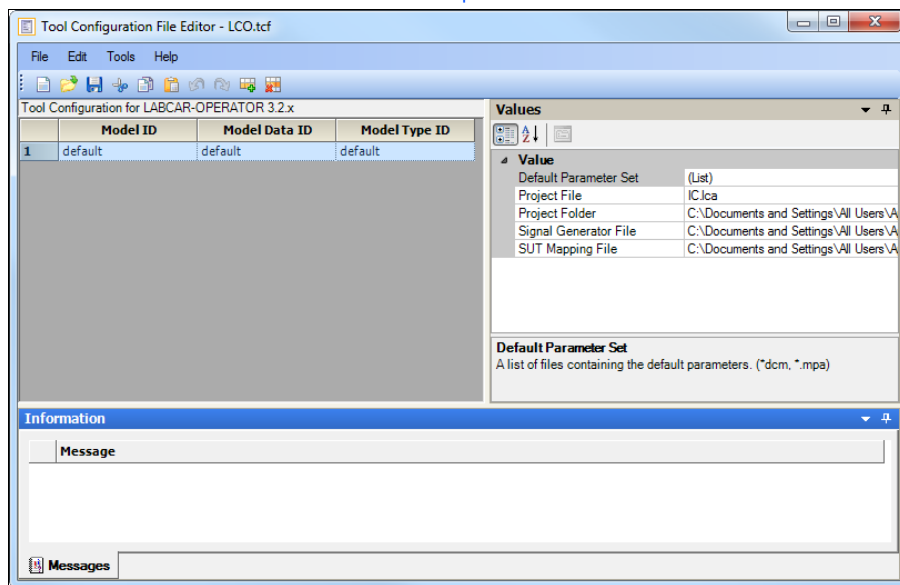 Tool Configuration File Editor - LCO.tcf
File Edit Tools Help
Tool Configuration for LABCAR-OPERATOR 3.2.x
Model ID Model Data ID Model Type ID
1 default default default
Values
Value
Default Parameter Set (List)
Project File IC.lca
Project Folder C:\Documents and Settings\All Users\A
Signal Generator File C:\Documents and Settings\All Users\A
SUT Mapping File C:\Documents and Settings\All Users\A
Default Parameter Set
A list of files containing the default parameters. (*dcm, *.mpa)
Information
Message
Messages